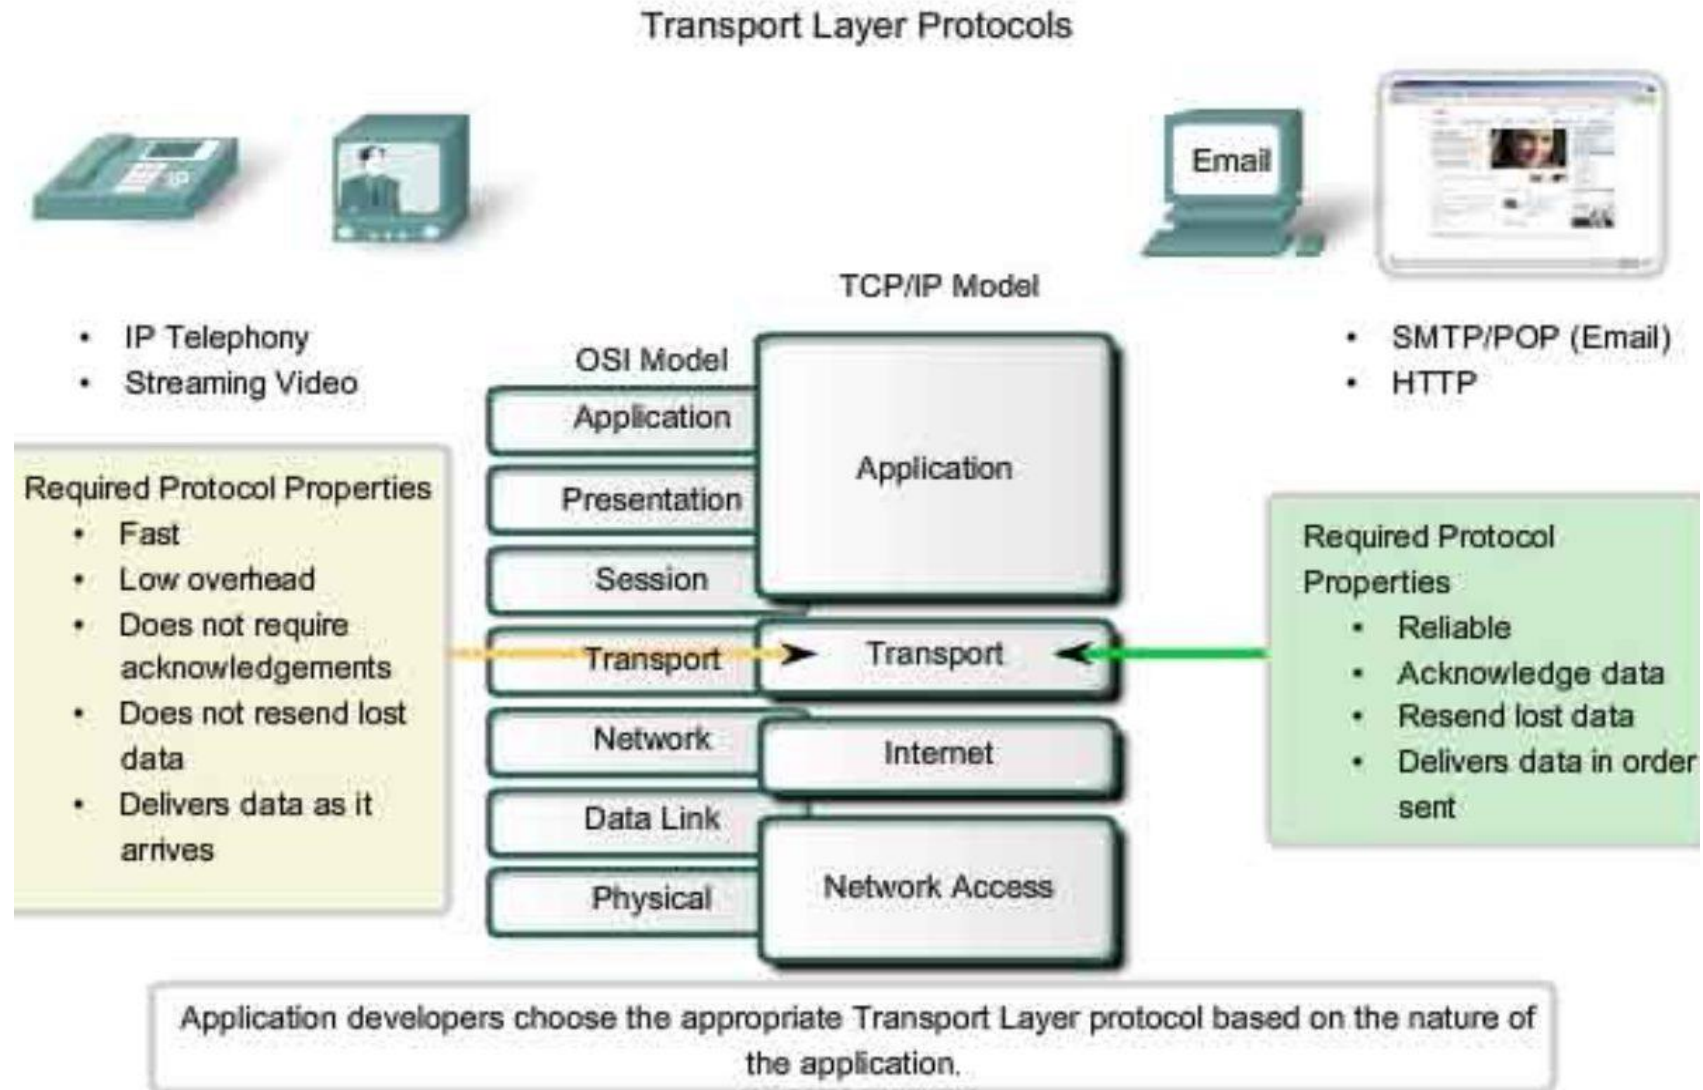 Transport Layer Protocols
IP
Email
TCP/IP Model
• IP Telephony
• Streaming Video
OSI Model
• SMTP/POP (Email)
• HTTP
Application
Presentation
Session
Transport
Network
Data Link
Physical
Application
Transport
Internet
Network Access
Required Protocol Properties
• Fast
• Low overhead
• Does not require
acknowledgements
• Does not resend lost
data
• Delivers data as it
arrives
Required Protocol
Properties
• Reliable
• Acknowledge data
• Resend lost data
• Delivers data in order
sent
Application developers choose the appropriate Transport Layer protocol based on the nature of
the application.